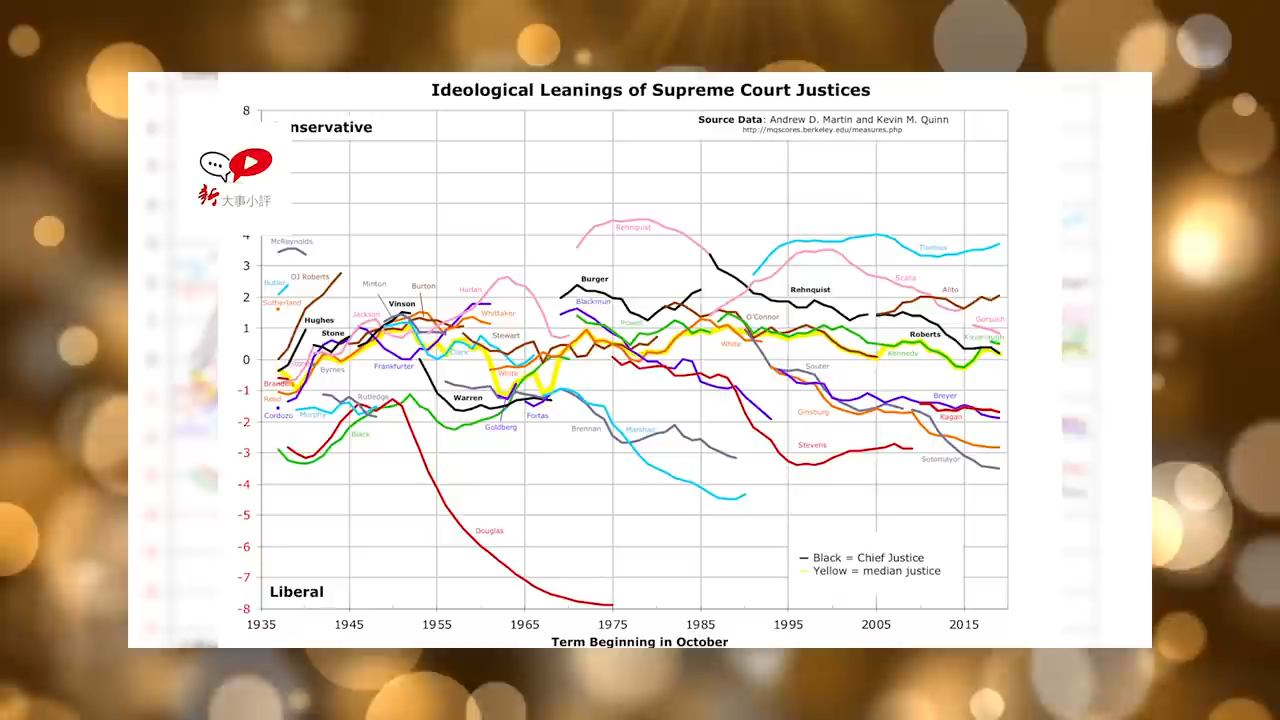 Ideological Leanings of Supreme Court Justices
8
nservative
Source Data: Andrew D. Martin and Kevin M. Quinn
http://mqscores.berkeley.edu/measures.php
新 大事小評
4
McReynolds
Rehnquist
Thomas
3
Butler
OJ Roberts
Minton
Burton
Harlan
Burger
Scalia
Alito
2
Sutherland
Vinson
Blackmun
Rehnquist
Hughes
Jackson
Whittaker
O'Connor
Gorsuch
1
Stone
Powell
Stewart
Roberts
Kavanaugh
0
Byrnes
Frankfurter
Clark
White
White
Kennedy
Souter
Brandeis
-1
Reed
Rutledge
Warren
Breyer
Cordozo
Murphy
Fortas
Ginsburg
Kagan
-2
Black
Goldberg
Brennan
Marshall
Stevens
-3
Sotomayor
-4
-5
Douglas
-6
Black = Chief Justice
Yellow = median justice
-7
Liberal
-8
1935 1945 1955 1965 1975 1985 1995 2005 2015
Term Beginning in October